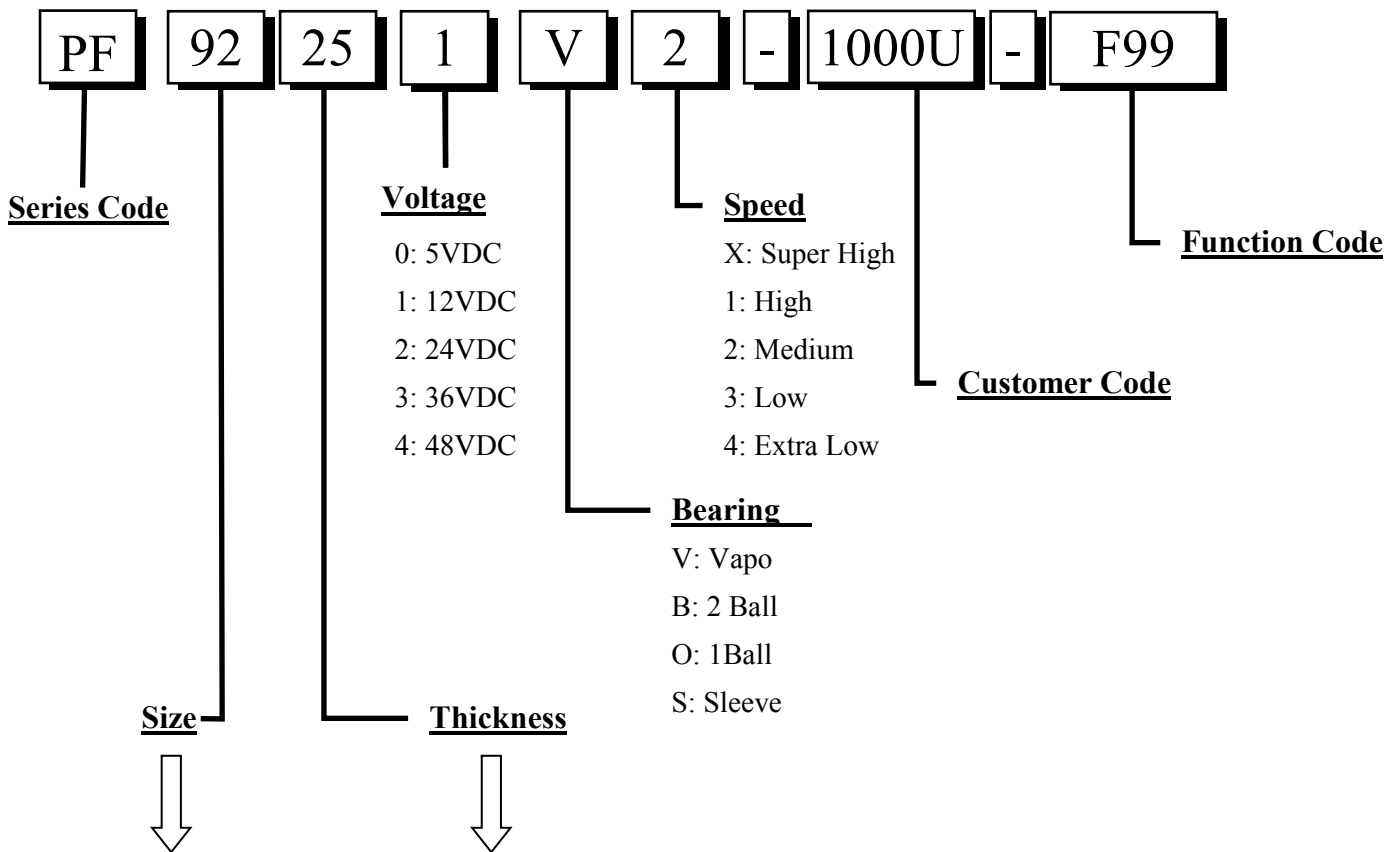 PF 92 25 1 V 2 - 1000U - F99
Series Code
Voltage
0: 5VDC
1: 12VDC
2: 24VDC
3: 36VDC
4: 48VDC
Speed
X: Super High
1: High
2: Medium
3: Low
4: Extra Low
Function Code
Customer Code
Bearing
V: Vapo
B: 2 Ball
O: 1Ball
S: Sleeve
Size
Thickness